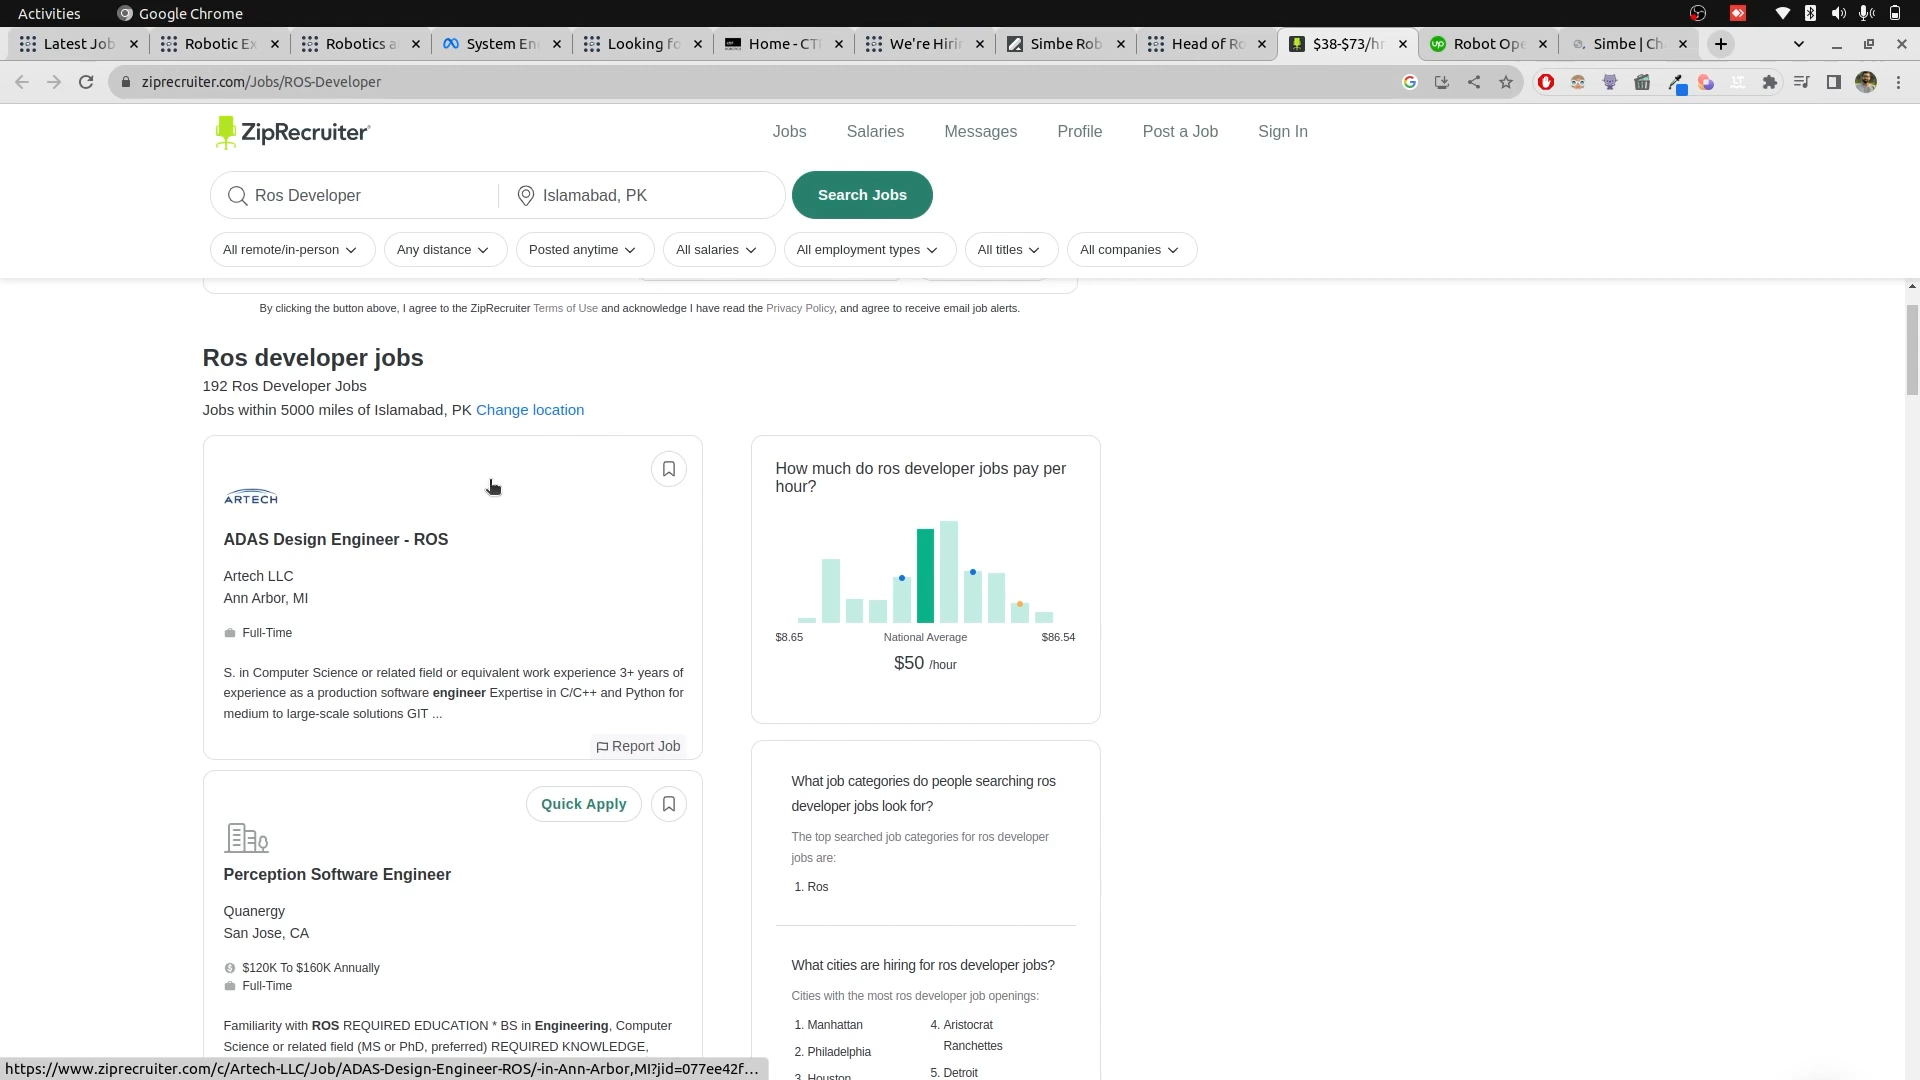 Activities
Google Chrome
Latest Job
Robotic Ex
Robotics a
System En
Looking fo
Home - CT
We're Hiri
Simbe Rob
Head of Ro
$38-$73/hr
Robot Ope
Simbe | Ch
ziprecruiter.com/Jobs/ROS-Developer
ZipRecruiter
Jobs
Salaries
Messages
Profile
Post a Job
Sign In
Ros Developer
Islamabad, PK
Search Jobs
All remote/in-person
Any distance
Posted anytime
All salaries
All employment types
All titles
All companies
By clicking the button above, I agree to the ZipRecruiter Terms of Use and acknowledge I have read the Privacy Policy, and agree to receive email job alerts.
Ros developer jobs
192 Ros Developer Jobs
Jobs within 5000 miles of Islamabad, PK Change location
ARTECH
ADAS Design Engineer - ROS
Artech LLC
Ann Arbor, MI
Full-Time
S. in Computer Science or related field or equivalent work experience 3+ years of
experience as a production software engineer Expertise in C/C++ and Python for
medium to large-scale solutions GIT ...
Report Job
Quick Apply
Perception Software Engineer
Quanergy
San Jose, CA
$120K To $160K Annually
Full-Time
Familiarity with ROS REQUIRED EDUCATION * BS in Engineering, Computer
Science or related field (MS or PhD, preferred) REQUIRED KNOWLEDGE,
How much do ros developer jobs pay per
hour?
$8.65
National Average
$86.54
$50 /hour
What job categories do people searching ros
developer jobs look for?
The top searched job categories for ros developer
jobs are:
1. Ros
What cities are hiring for ros developer jobs?
Cities with the most ros developer job openings:
1. Manhattan
2. Philadelphia
3. Houston
4. Aristocrat
Ranchettes
5. Detroit
https://www.ziprecruiter.com/c/Artech-LLC/Job/ADAS-Design-Engineer-ROS/-in-Ann-Arbor,MI?jid=077ee42f...